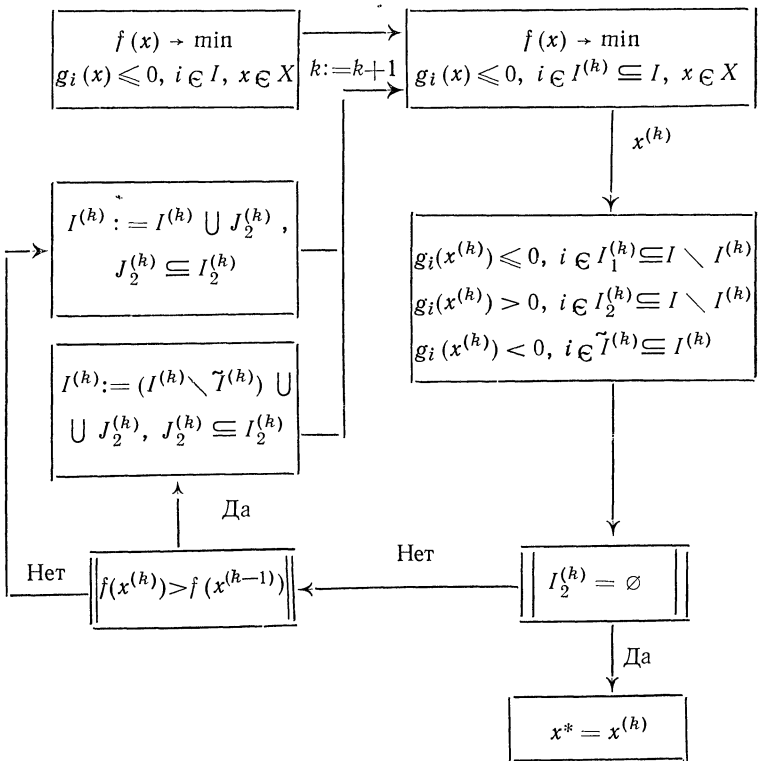 f (x) → min
g_i (x) ⩽ 0, i ∈ I, x ∈ X
k:=k+1
f (x) → min
g_i (x) ⩽ 0, i ∈ I^(k) ⊆ I, x ∈ X
x^(k)
I^(k) := I^(k) ⋃ J_2^(k) ,
J_2^(k) ⊆ I_2^(k)
g_i(x^(k)) ⩽ 0, i ∈ I_1^(k) ⊆ I \ I^(k)
g_i(x^(k)) > 0, i ∈ I_2^(k) ⊆ I \ I^(k)
g_i (x^(k)) < 0, i ∈ Ĩ^(k) ⊆ I^(k)
I^(k) := (I^(k) \ Ĩ^(k)) ⋃
⋃ J_2^(k), J_2^(k) ⊆ I_2^(k)
Да
Нет
f(x^(k)) > f (x^(k−1))
Нет
I_2^(k) = ∅
Да
x* = x^(k)